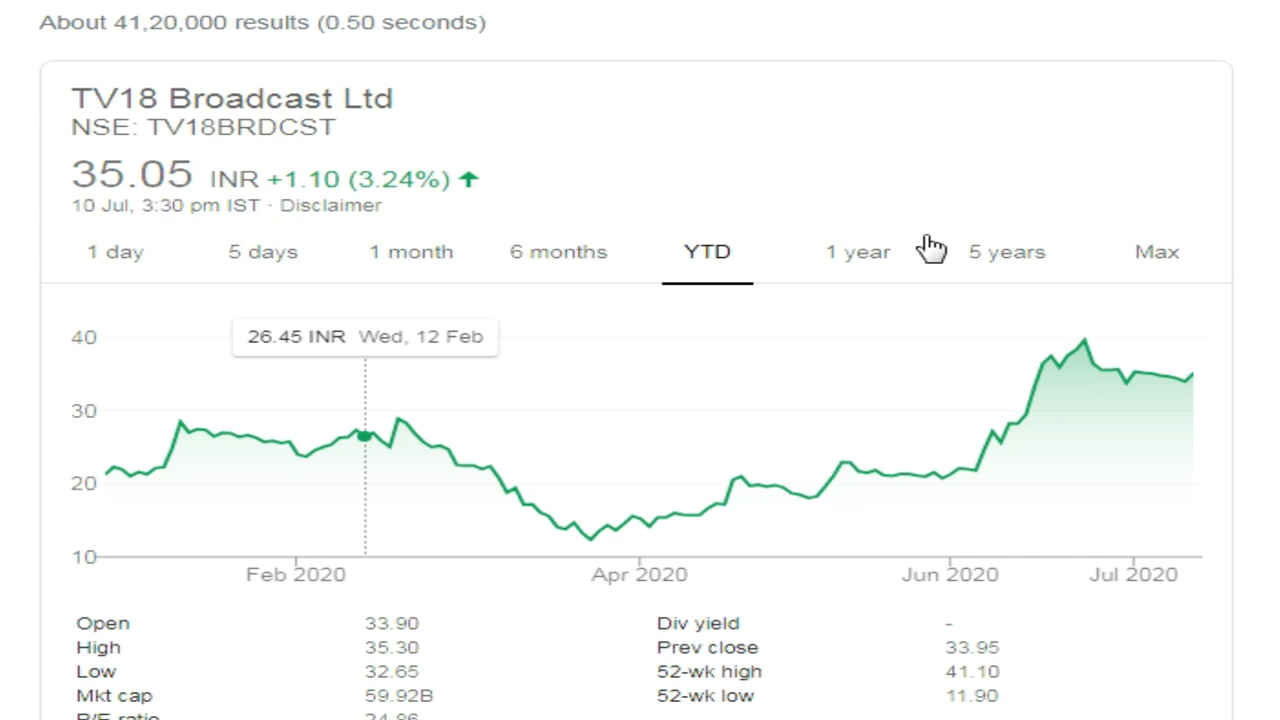 About 41,20,000 results (0.50 seconds)
TV18 Broadcast Ltd
NSE: TV18BRDCST
35.05 INR +1.10 (3.24%)
10 Jul, 3:30 pm IST · Disclaimer
1 day 5 days 1 month 6 months YTD 1 year 5 years Max
26.45 INR Wed, 12 Feb
40
30
20
10
Feb 2020 Apr 2020 Jun 2020 Jul 2020
Open 33.90 Div yield -
High 35.30 Prev close 33.95
Low 32.65 52-wk high 41.10
Mkt cap 59.92B 52-wk low 11.90
P/E ratio 24.86